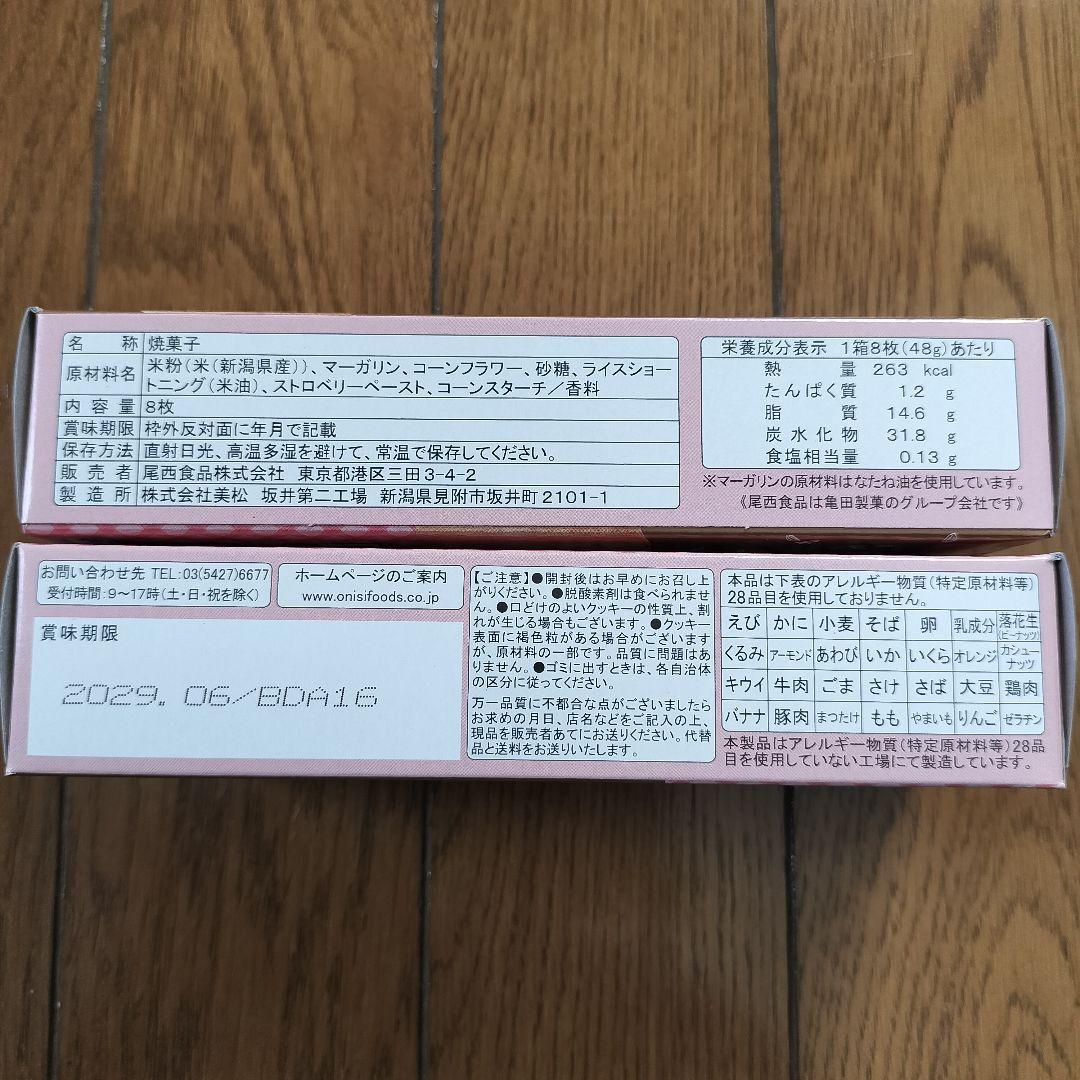 名称 焼菓子
原材料名 米粉(米(新潟県産))、マーガリン、コーンフラワー、砂糖、ライスショー
トニング(米油)、ストロベリーペースト、コーンスターチ/香料
内容量 8枚
賞味期限 枠外反対面に年月で記載
保存方法 直射日光、高温多湿を避けて、常温で保存してください。
販売者 尾西食品株式会社 東京都港区三田3-4-2
製造所 株式会社美松 坂井第二工場 新潟県見附市坂井町2101-1
栄養成分表示 1箱8枚(48g)あたり
熱量 263 kcal
たんぱく質 1.2 g
脂質 14.6 g
炭水化物 31.8 g
食塩相当量 0.13 g
※マーガリンの原材料はなたね油を使用しています。
《尾西食品は亀田製菓のグループ会社です》
お問い合わせ先 TEL:03(5427)6677
受付時間:9～17時(土・日・祝を除く)
ホームページのご案内
www.onisifoods.co.jp
賞味期限
2029. 06/BDA16
【ご注意】●開封後はお早めにお召し上
がりください。●脱酸素剤は食べられませ
ん。●口どけのよいクッキーの性質上、割
れが生じる場合もございます。●クッキー
表面に褐色粒がある場合がございます
が、原材料の一部です。品質に問題はあ
りません。●ゴミに出すときは、各自治体
の区分に従ってください。
万一品質に不都合な点がございましたら
お求めの月日、店名などをご記入の上、
現品を販売者あてにお送りください。代替
品と送料をお送りいたします。
本品は下表のアレルギー物質(特定原材料等)
28品目を使用しておりません。
えび かに 小麦 そば 卵 乳成分 落花生(ピーナッツ)
くるみ アーモンド あわび いか いくら オレンジ カシューナッツ
キウイ 牛肉 ごま さけ さば 大豆 鶏肉
バナナ 豚肉 まつたけ もも やまいも りんご ゼラチン
本製品はアレルギー物質(特定原材料等)28品
目を使用していない工場にて製造しています。